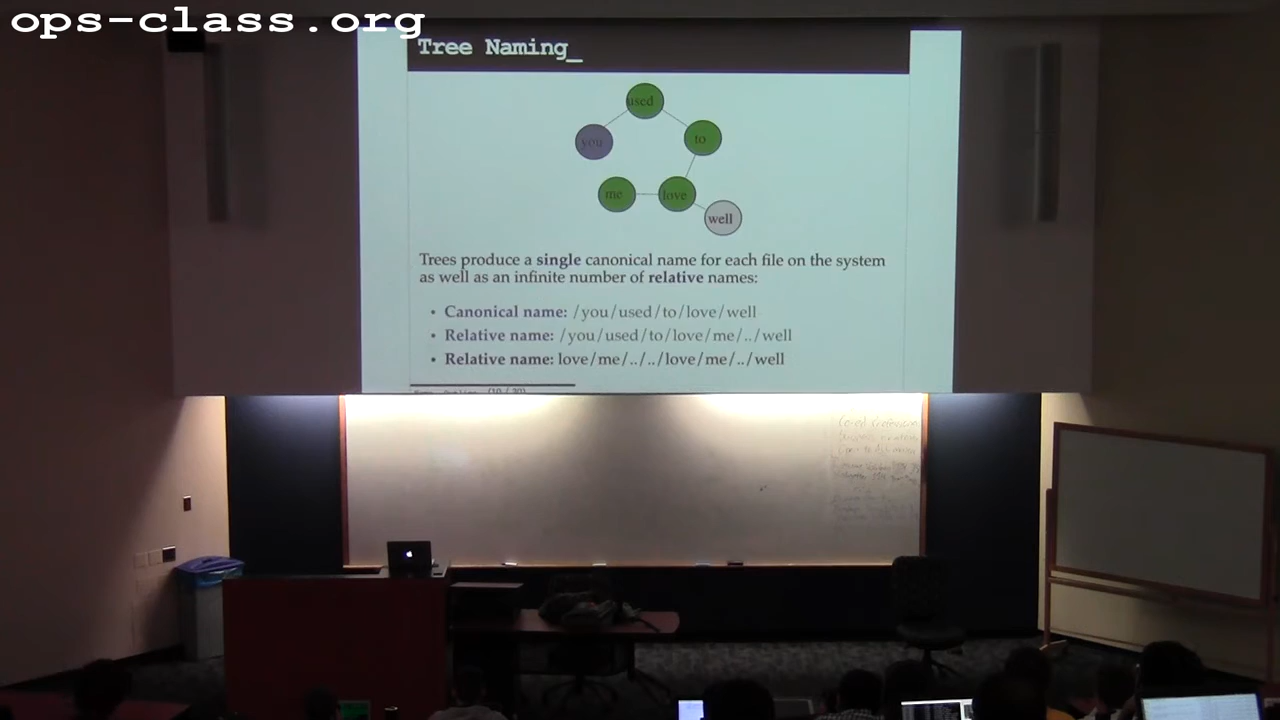 ops-class.org
Tree Naming_
used
you
to
me
love
well
Trees produce a single canonical name for each file on the system
as well as an infinite number of relative names:
• Canonical name: /you/used/to/love/well
• Relative name: /you/used/to/love/me/../well
• Relative name: love/me/../../love/me/../well